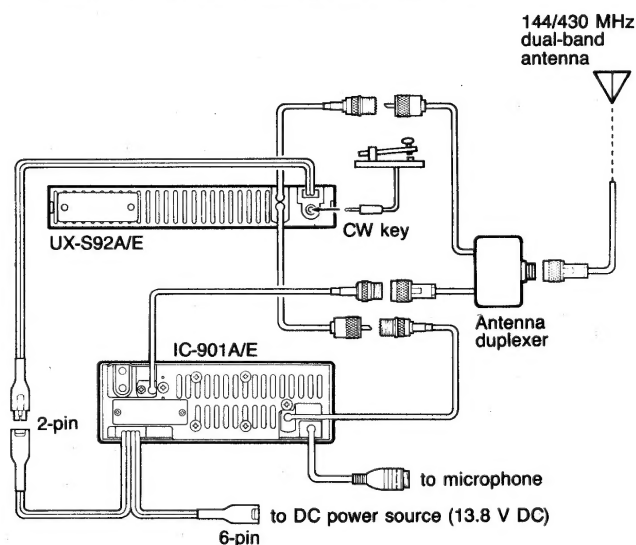 144/430 MHz
dual-band
antenna
UX-S92A/E
CW key
Antenna
duplexer
IC-901A/E
2-pin
to microphone
to DC power source (13.8 V DC)
6-pin